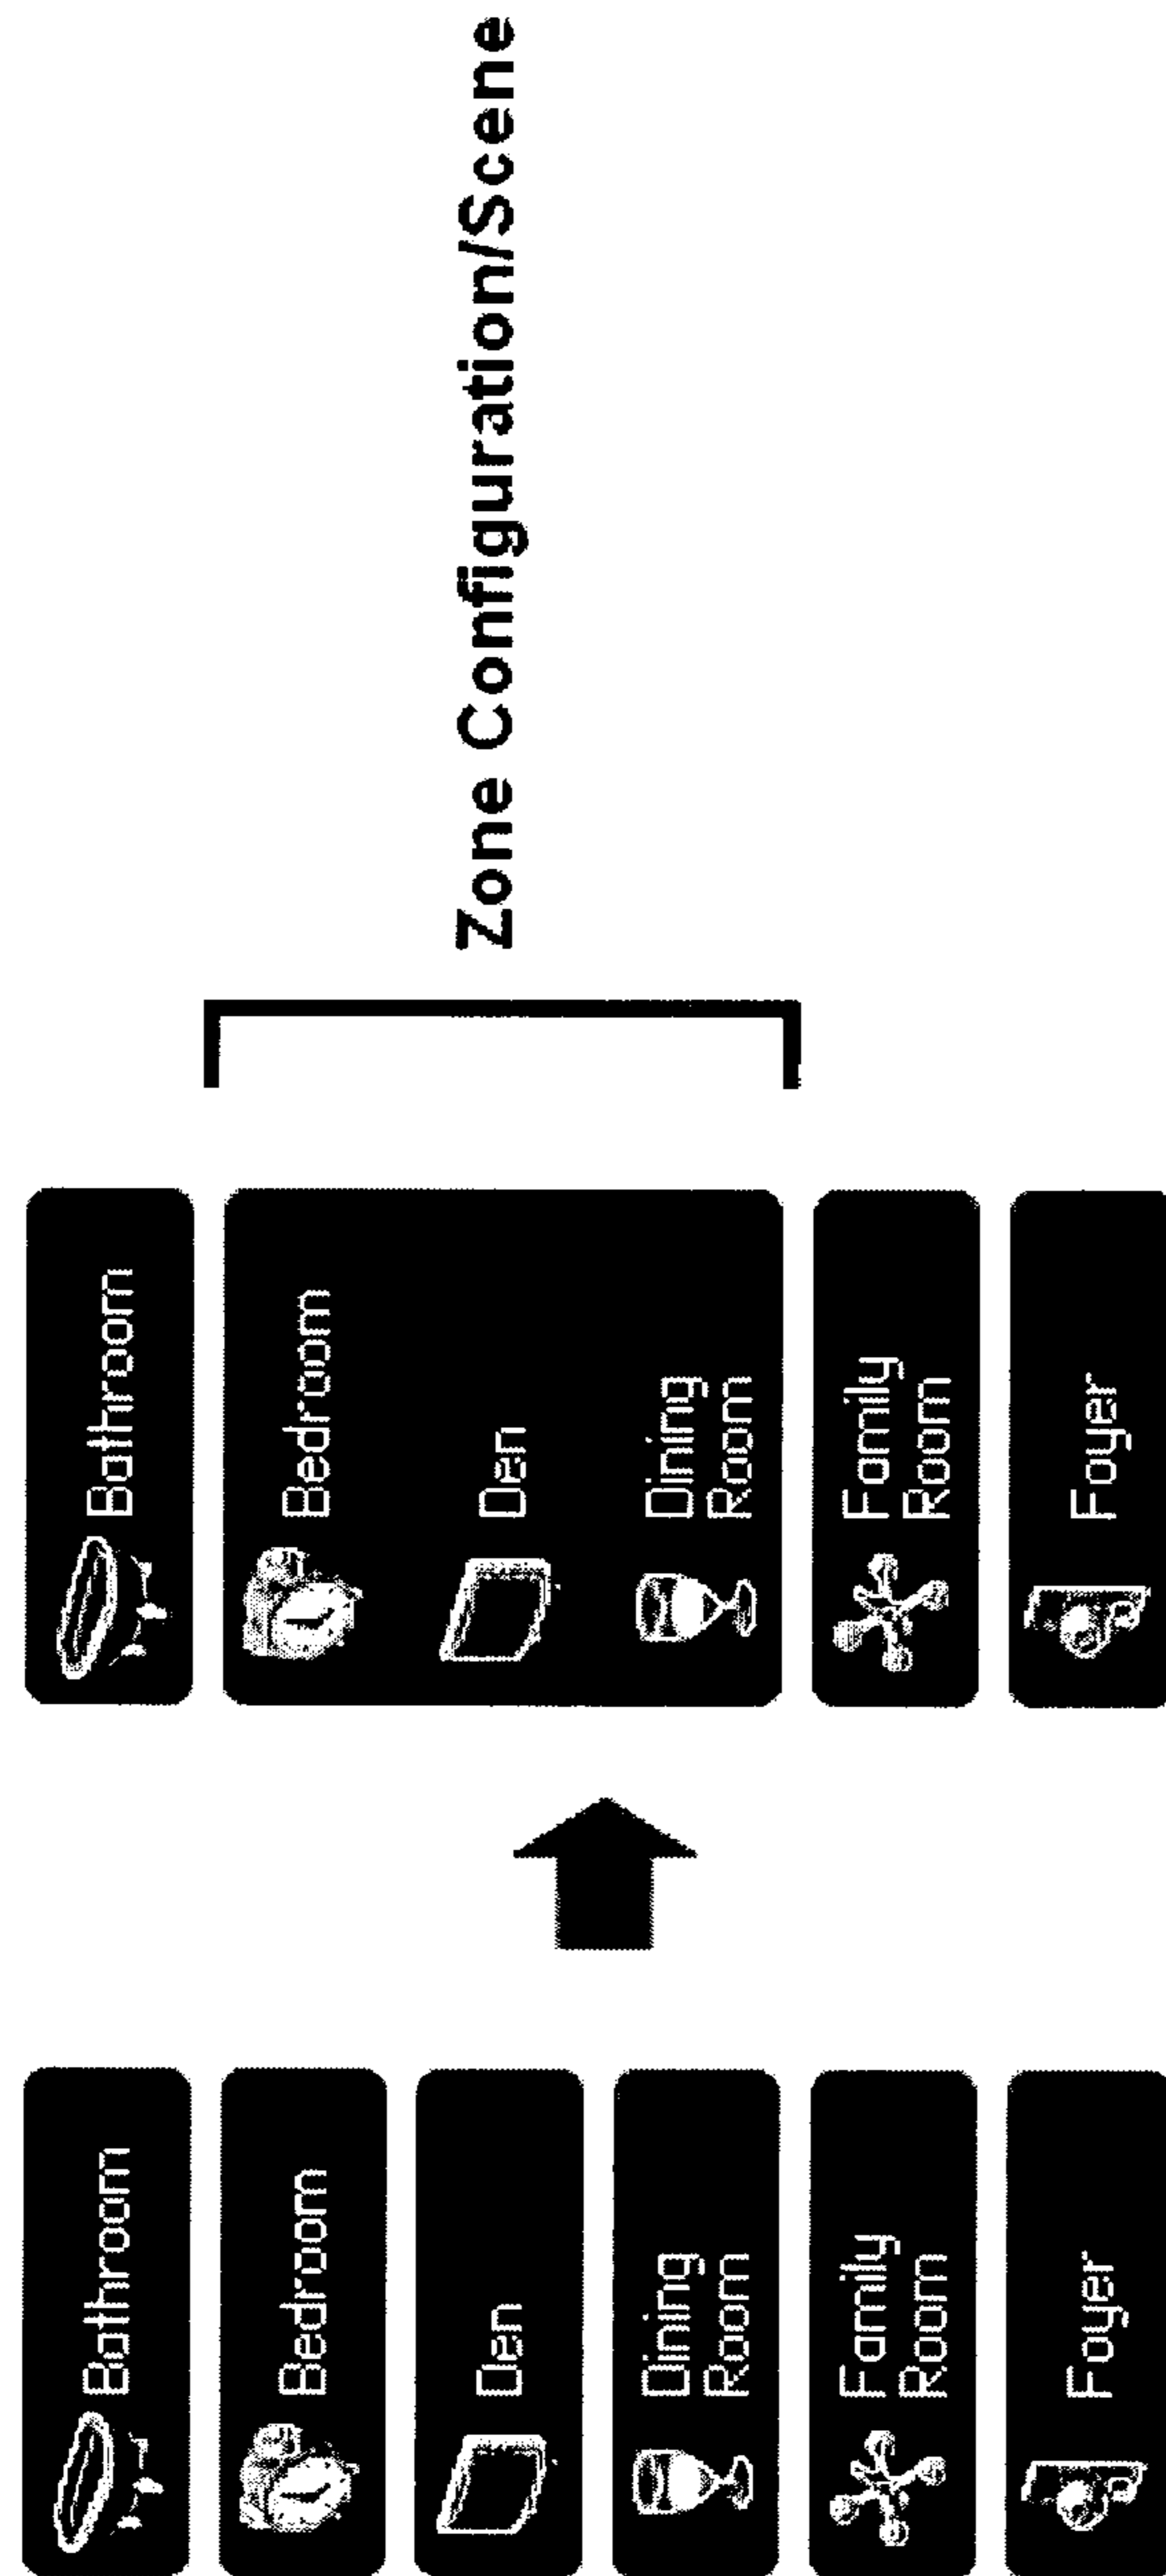 Bathroom
Bedroom
Den
Dining
Room
Family
Room
Foyer
Bathroom
Bedroom
Den
Dining
Room
Family
Room
Foyer
Zone Configuration/Scene